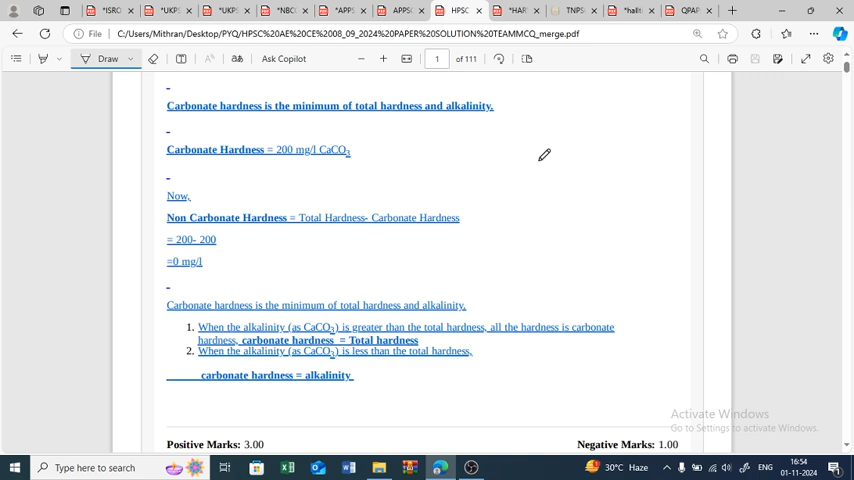 *ISRO
*UKPS
*UKPS
*NBCC
*APPS
APPSC
HPSC
*HAR
TNPSC
*hallti
QPAP
File
C:/Users/Mithran/Desktop/PYQ/HPSC%20AE%20CE%2008_09_2024%20PAPER%20SOLUTION%20TEAMMCQ_merge.pdf
Draw
Ask Copilot
1 of 111
Carbonate hardness is the minimum of total hardness and alkalinity.
Carbonate Hardness = 200 mg/l CaCO3
Now,
Non Carbonate Hardness = Total Hardness- Carbonate Hardness
= 200- 200
=0 mg/l
Carbonate hardness is the minimum of total hardness and alkalinity.
1. When the alkalinity (as CaCO3) is greater than the total hardness, all the hardness is carbonate
hardness, carbonate hardness = Total hardness
2. When the alkalinity (as CaCO3) is less than the total hardness,
carbonate hardness = alkalinity
Activate Windows
Go to Settings to activate Windows.
Positive Marks: 3.00 Negative Marks: 1.00
Type here to search
30°C Haze
ENG
16:54
01-11-2024